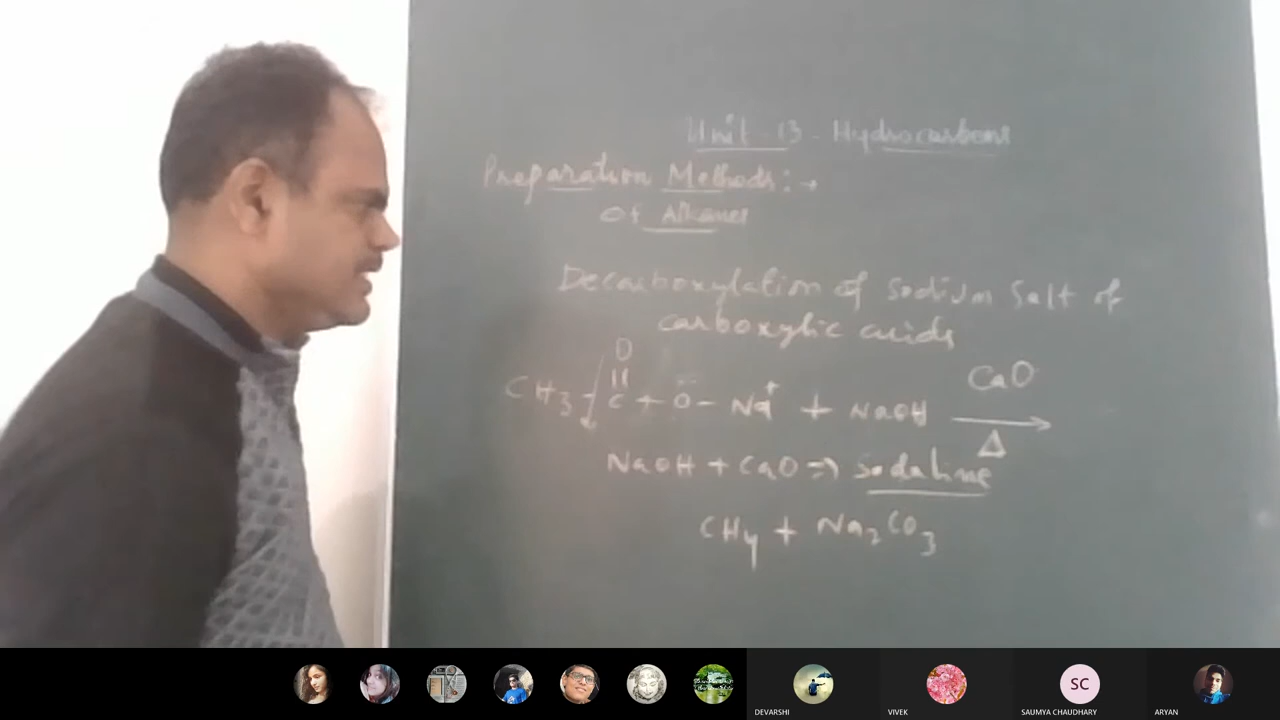 Unit - 13 - Hydrocarbons
Preparation Methods :→
Of Alkanes
Decarboxylation of Sodium Salt of
carboxylic acids
O
CH3 - C + O - Na+ + NaOH CaO → Δ
NaOH + CaO ⇒ Sodalime
CH4 + Na2CO3
DEVARSHI VIVEK SC SAUMYA CHAUDHARY ARYAN